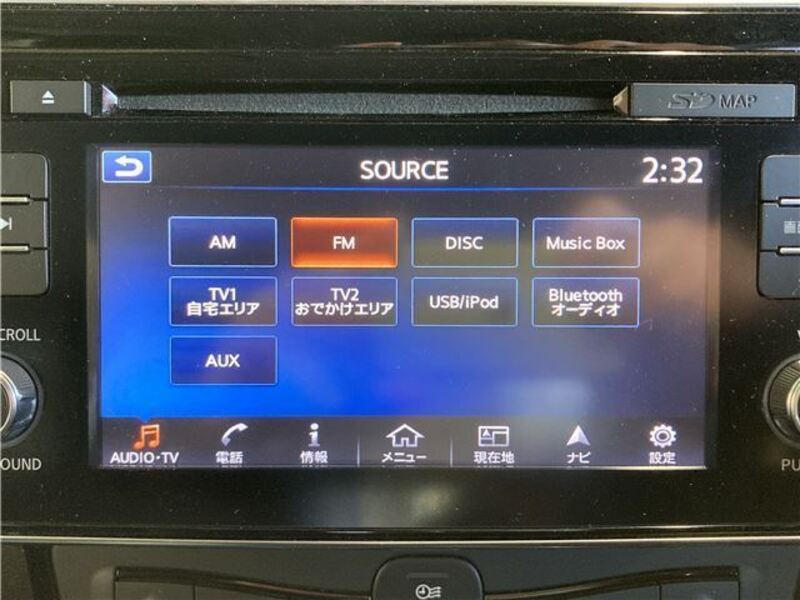 SD MAP
SOURCE
2:32
AM
FM
DISC
Music Box
TV1
自宅エリア
TV2
おでかけエリア
USB/iPod
Bluetooth
オーディオ
AUX
AUDIO・TV
電話
情報
メニュー
現在地
ナビ
設定